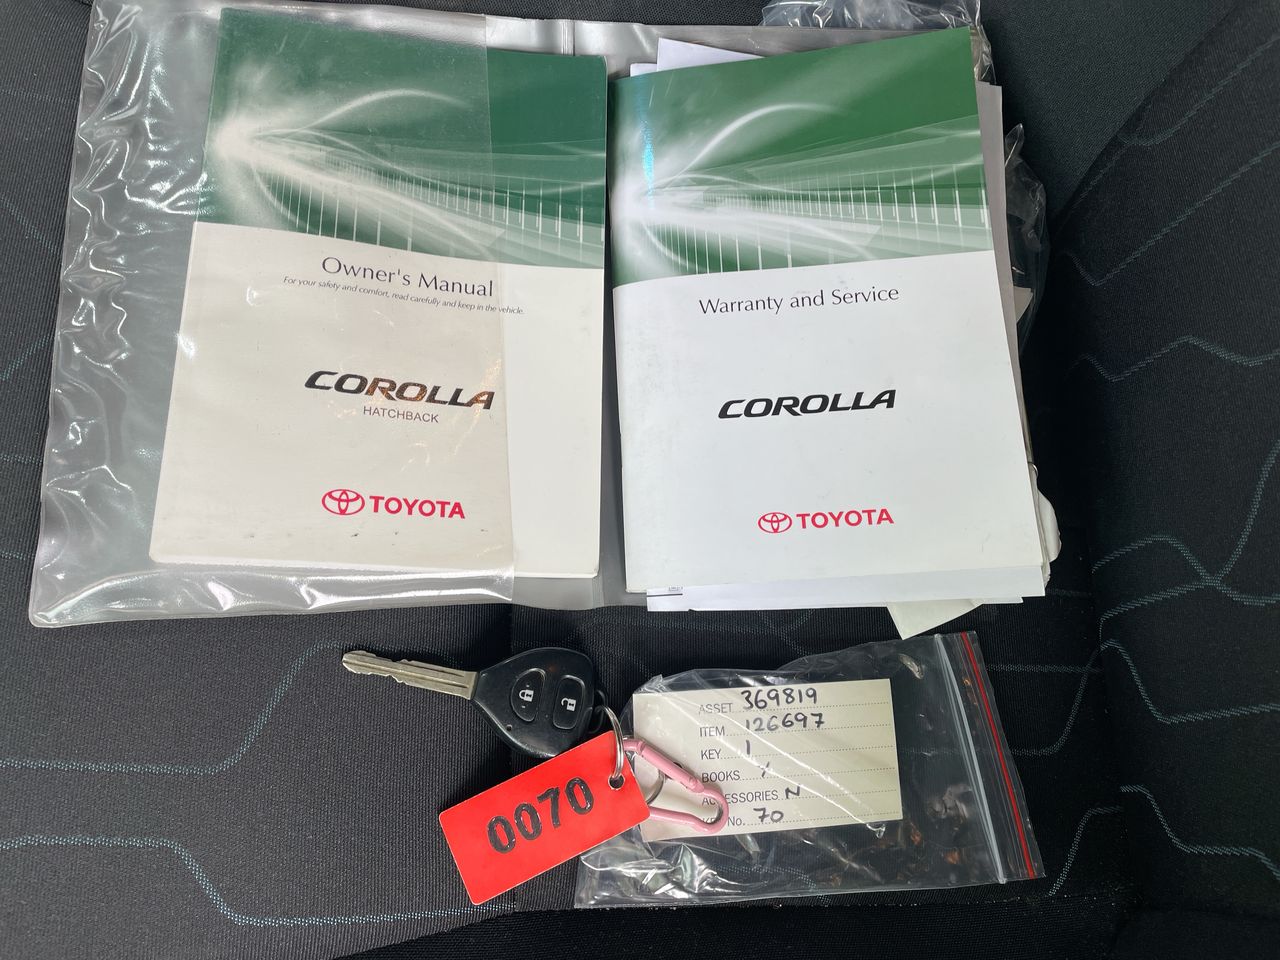 Owner's Manual
For your safety and comfort, read carefully and keep in the vehicle.
COROLLA
HATCHBACK
TOYOTA
Warranty and Service
COROLLA
TOYOTA
ASSET 369819
ITEM 126697
KEY 1
BOOKS
ACCESSORIES N
No. 70
0070